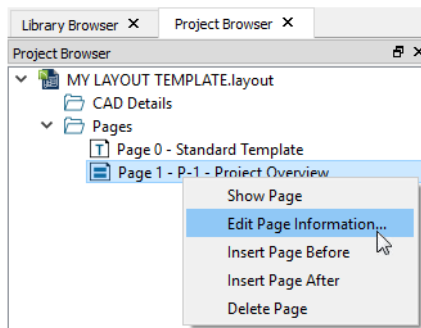 Library Browser × Project Browser ×
Project Browser
MY LAYOUT TEMPLATE.layout
CAD Details
Pages
T Page 0 - Standard Template
Page 1 - P-1 - Project Overview
Show Page
Edit Page Information...
Insert Page Before
Insert Page After
Delete Page